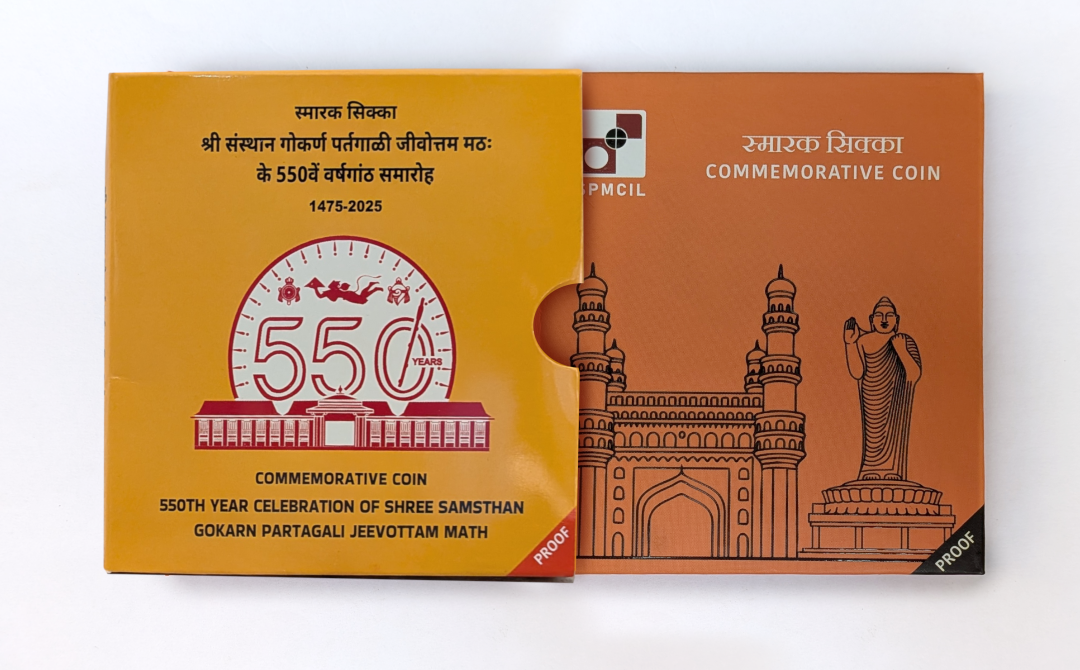 स्मारक सिक्का
श्री संस्थान गोकर्ण पर्तगाळी जीवोत्तम मठः
के 550वें वर्षगांठ समारोह
1475-2025
550
YEARS
COMMEMORATIVE COIN
550TH YEAR CELEBRATION OF SHREE SAMSTHAN
GOKARN PARTAGALI JEEVOTTAM MATH
PROOF
SPMCIL
स्मारक सिक्का
COMMEMORATIVE COIN
PROOF